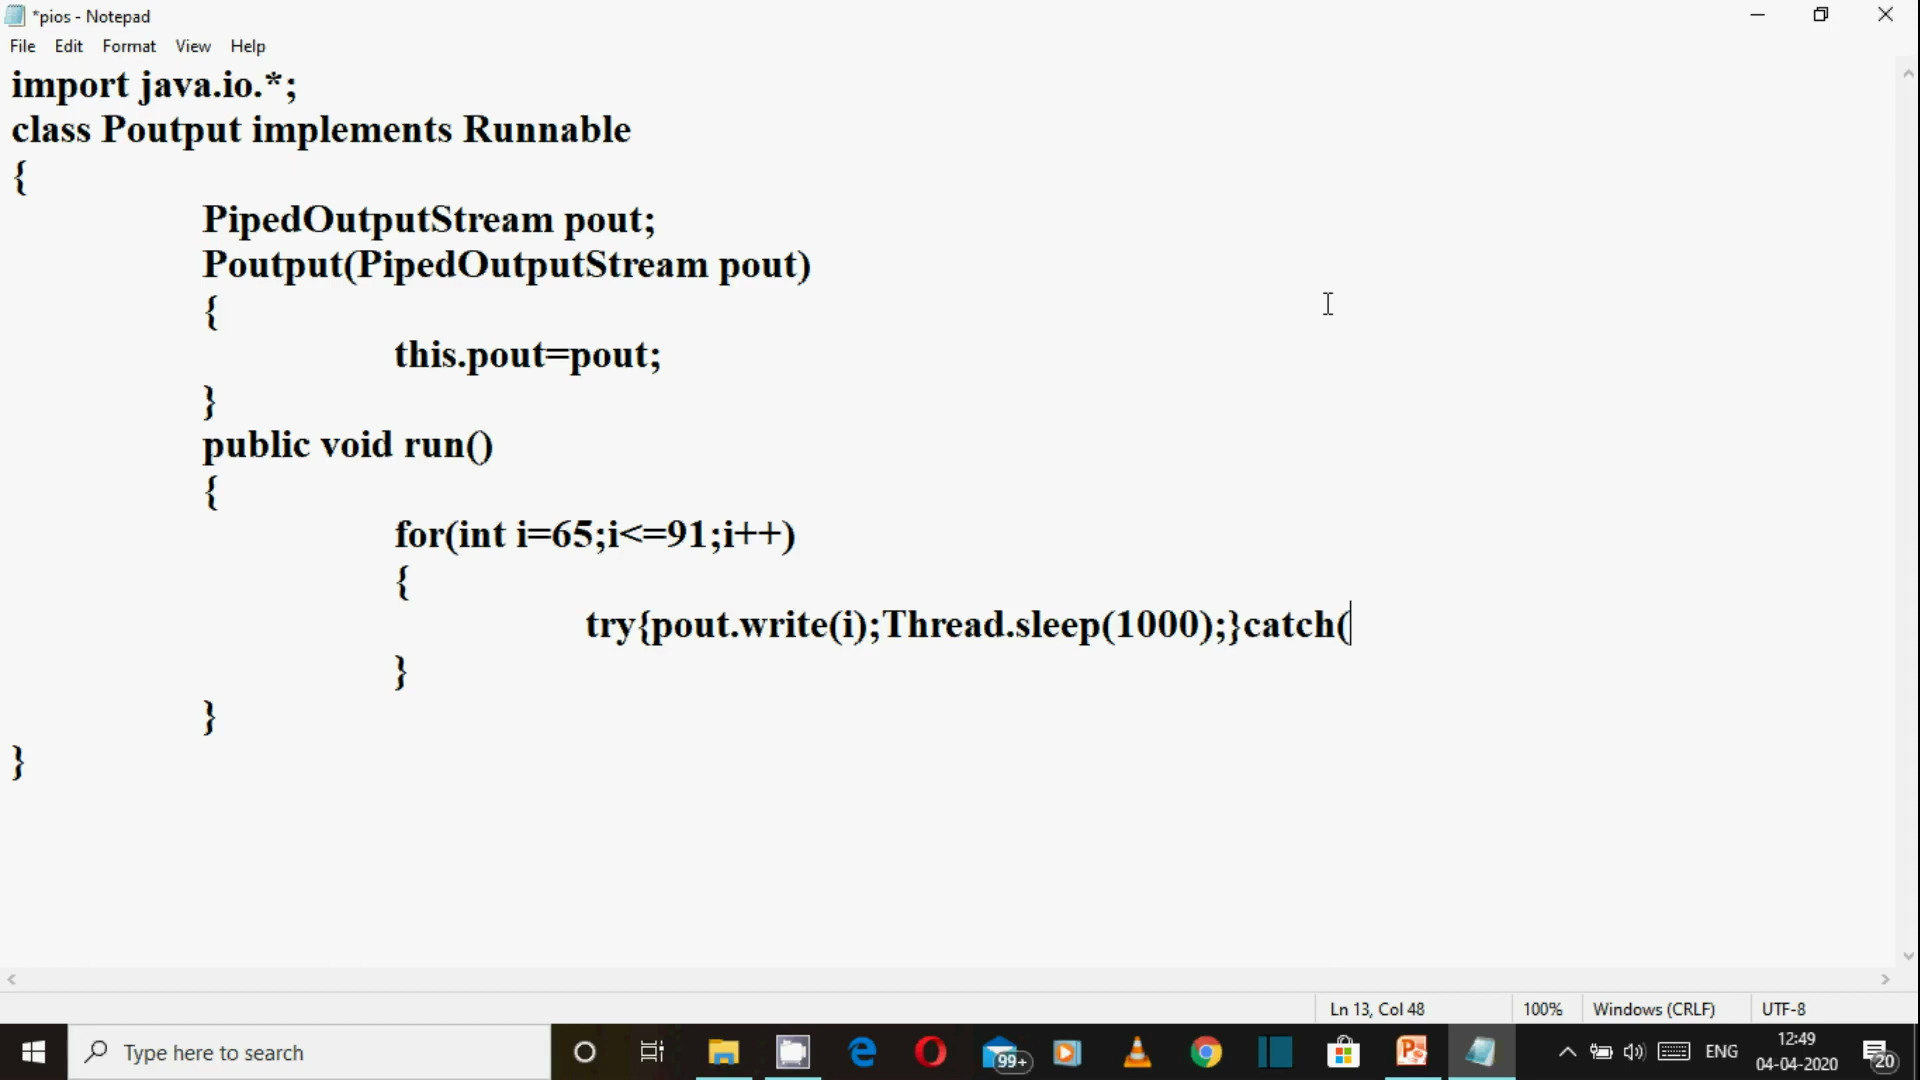 *pios - Notepad
File Edit Format View Help
import java.io.*;
class Poutput implements Runnable
{
PipedOutputStream pout;
Poutput(PipedOutputStream pout)
{
this.pout=pout;
}
public void run()
{
for(int i=65;i<=91;i++)
{
try{pout.write(i);Thread.sleep(1000);}catch(
}
}
}
Ln 13, Col 48 100% Windows (CRLF) UTF-8
Type here to search 99+ ENG 12:49
04-04-2020 20